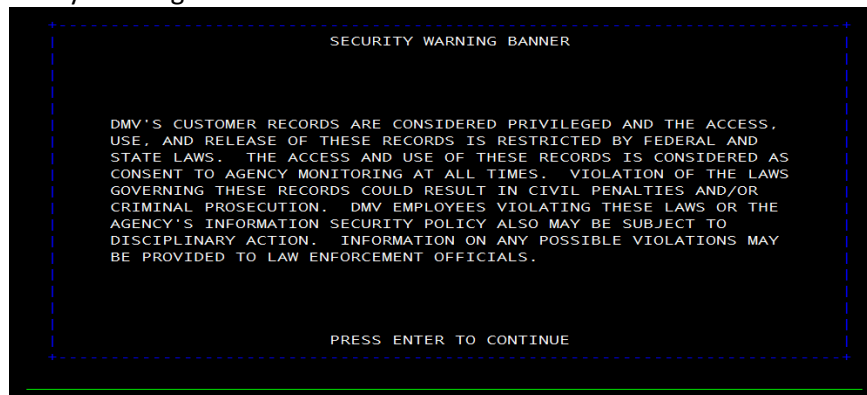 SECURITY WARNING BANNER
DMV'S CUSTOMER RECORDS ARE CONSIDERED PRIVILEGED AND THE ACCESS,
USE, AND RELEASE OF THESE RECORDS IS RESTRICTED BY FEDERAL AND
STATE LAWS.  THE ACCESS AND USE OF THESE RECORDS IS CONSIDERED AS
CONSENT TO AGENCY MONITORING AT ALL TIMES.  VIOLATION OF THE LAWS
GOVERNING THESE RECORDS COULD RESULT IN CIVIL PENALTIES AND/OR
CRIMINAL PROSECUTION.  DMV EMPLOYEES VIOLATING THESE LAWS OR THE
AGENCY'S INFORMATION SECURITY POLICY ALSO MAY BE SUBJECT TO
DISCIPLINARY ACTION.  INFORMATION ON ANY POSSIBLE VIOLATIONS MAY
BE PROVIDED TO LAW ENFORCEMENT OFFICIALS.
PRESS ENTER TO CONTINUE